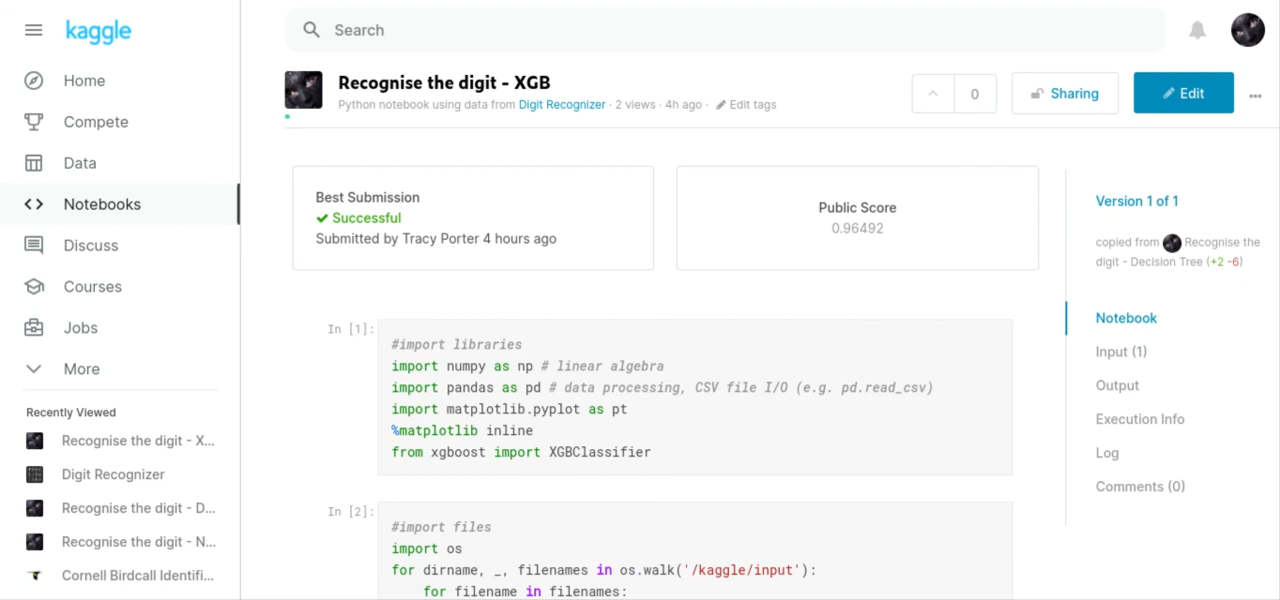 kaggle
Home
Compete
Data
Notebooks
Discuss
Courses
Jobs
More
Recently Viewed
Recognise the digit - X...
Digit Recognizer
Recognise the digit - D...
Recognise the digit - N...
Cornell Birdcall Identifi...
Search
Recognise the digit - XGB
Python notebook using data from Digit Recognizer · 2 views · 4h ago · Edit tags
0
Sharing
Edit
Best Submission
Successful
Submitted by Tracy Porter 4 hours ago
Public Score
0.96492
In [1]:
#import libraries
import numpy as np # linear algebra
import pandas as pd # data processing, CSV file I/O (e.g. pd.read_csv)
import matplotlib.pyplot as pt
%matplotlib inline
from xgboost import XGBClassifier
In [2]:
#import files
import os
for dirname, _, filenames in os.walk('/kaggle/input'):
    for filename in filenames:
Version 1 of 1
copied from Recognise the
digit - Decision Tree (+2 -6)
Notebook
Input (1)
Output
Execution Info
Log
Comments (0)